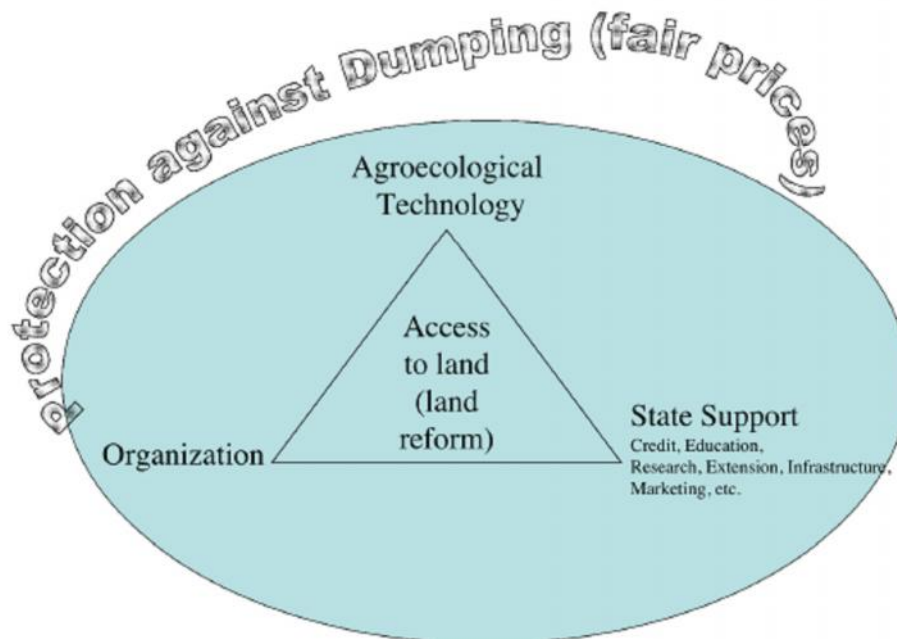 Protection against Dumping (fair prices)
Agroecological
Technology
Access
to land
(land
reform)
Organization
State Support
Credit, Education,
Research, Extension, Infrastructure,
Marketing, etc.